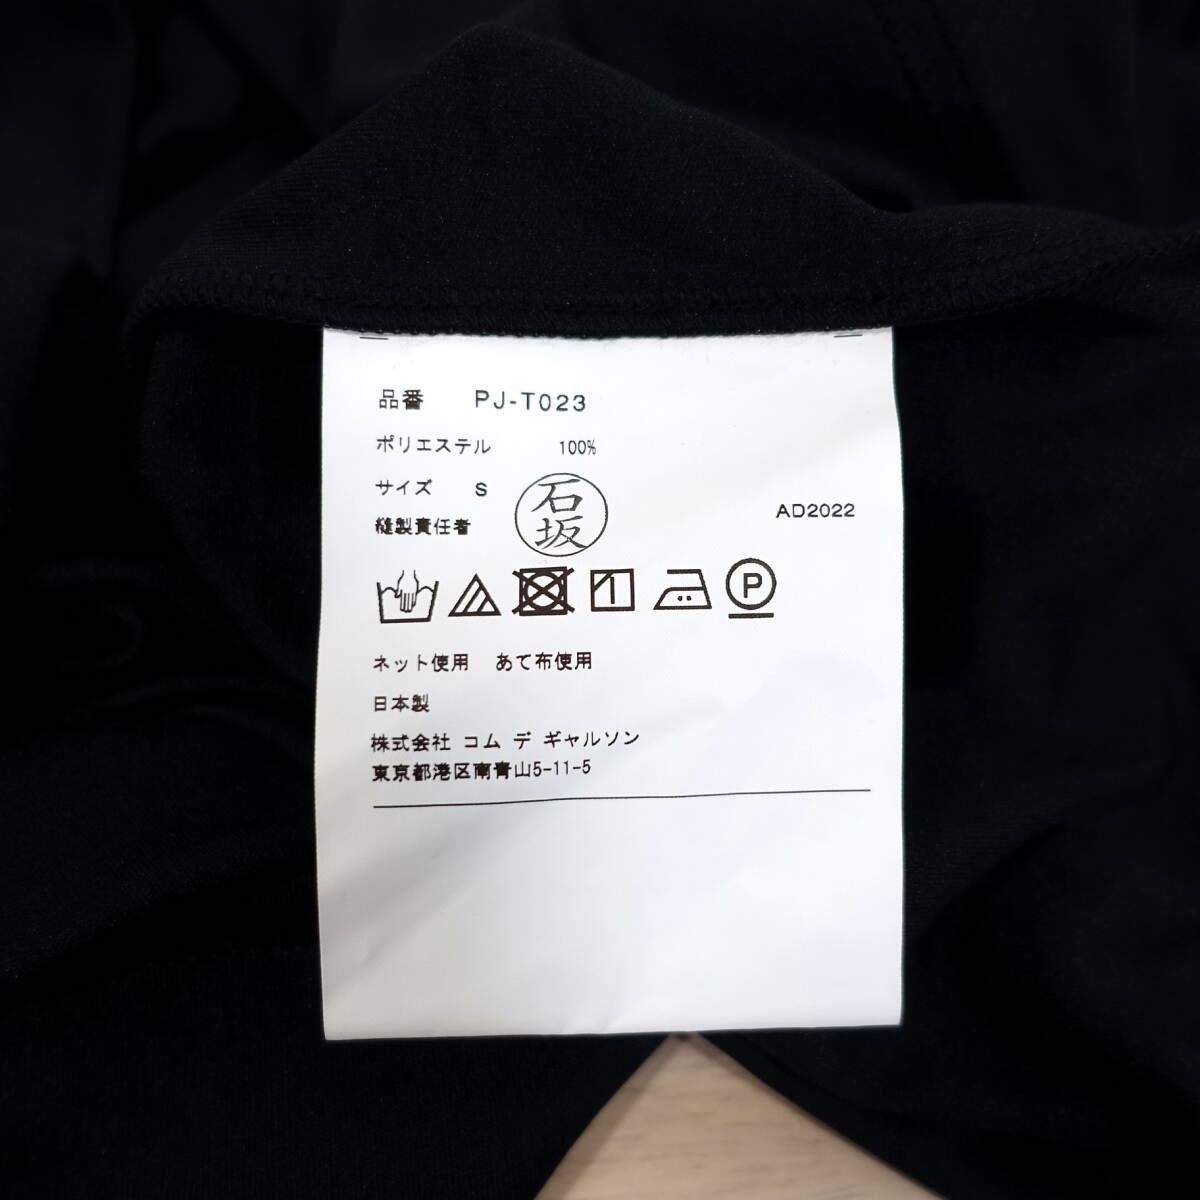 品番 PJ-T023
ポリエステル 100%
サイズ S
石坂
AD2022
縫製責任者
P
ネット使用 あて布使用
日本製
株式会社 コム デ ギャルソン
東京都港区南青山5-11-5